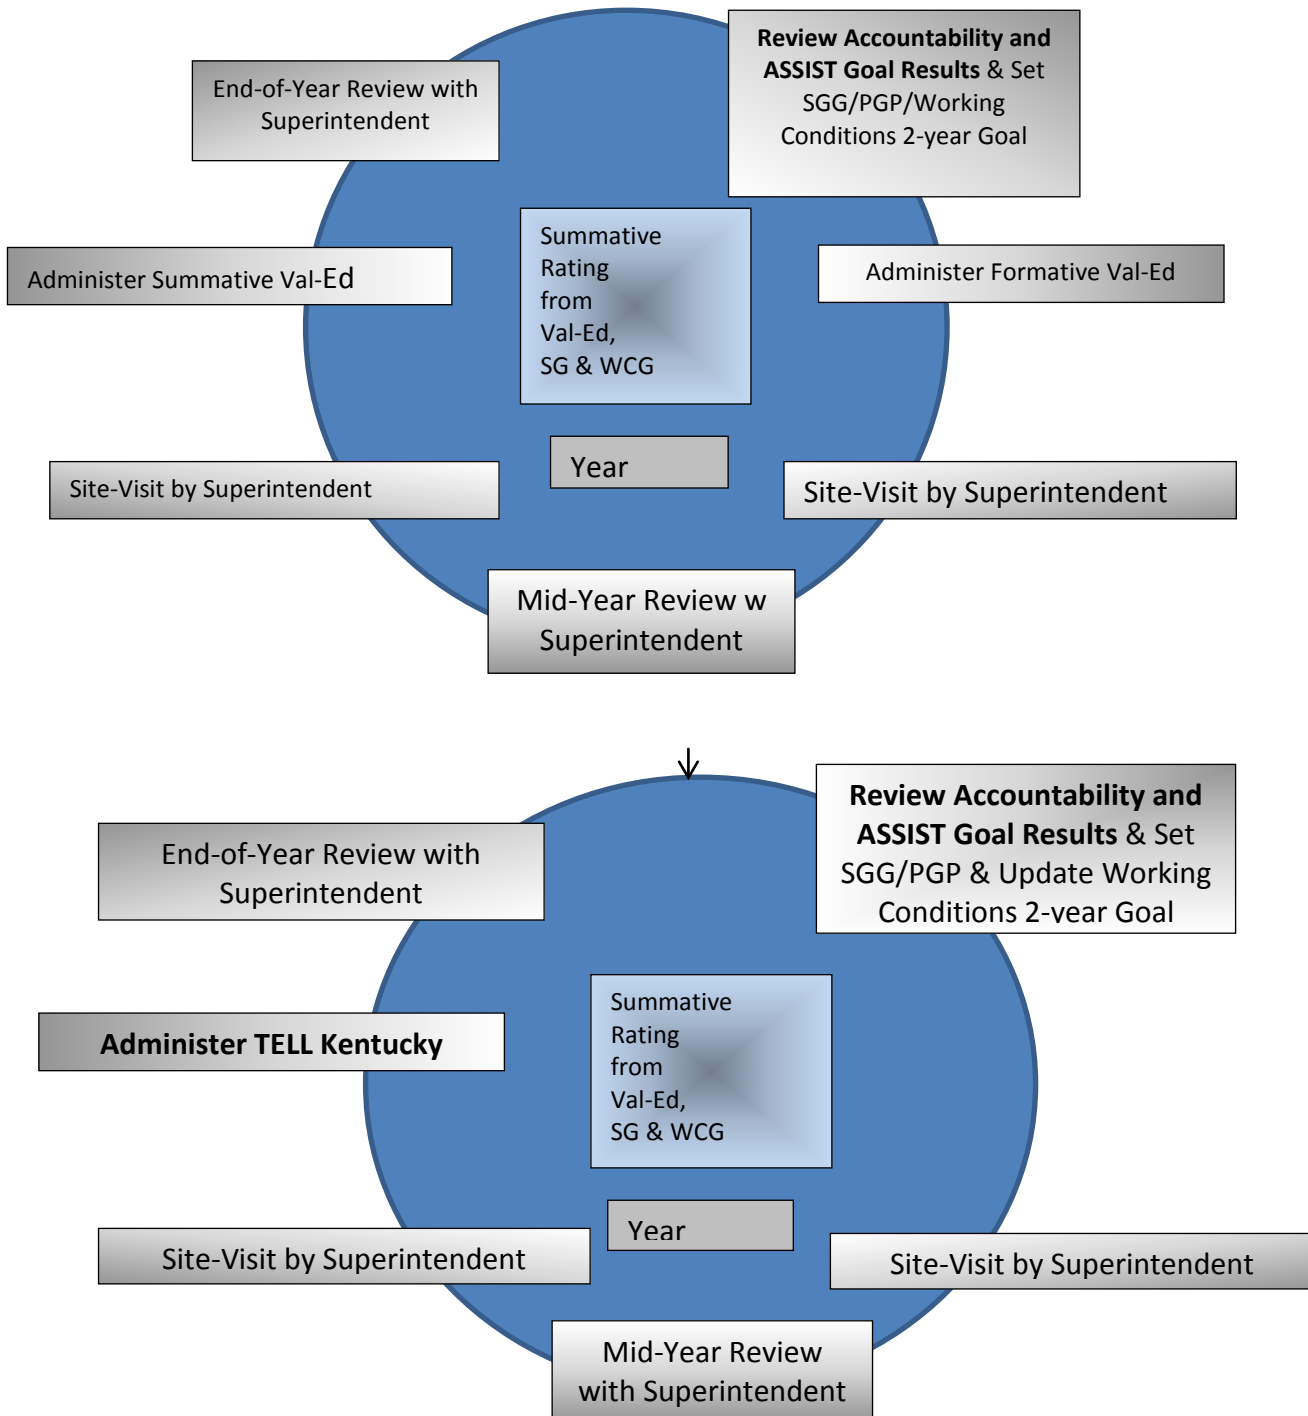 Review Accountability and
ASSIST Goal Results & Set
SGG/PGP/Working
Conditions 2-year Goal
End-of-Year Review with
Superintendent
Summative
Rating
from
Val-Ed,
SG & WCG
Administer Summative Val-Ed
Administer Formative Val-Ed
Year
Site-Visit by Superintendent
Site-Visit by Superintendent
Mid-Year Review w
Superintendent
Review Accountability and
ASSIST Goal Results & Set
SGG/PGP & Update Working
Conditions 2-year Goal
End-of-Year Review with
Superintendent
Summative
Rating
from
Val-Ed,
SG & WCG
Administer TELL Kentucky
Year
Site-Visit by Superintendent
Site-Visit by Superintendent
Mid-Year Review
with Superintendent